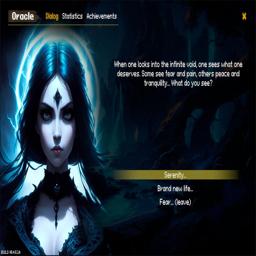 Oracle Dialog Statistics Achievements X
When one looks into the infinite void, one sees what one
deserves. Some see fear and pain, others peace and
tranquility... What do you see?
Serenity...
Brand new life...
Fear... (leave)